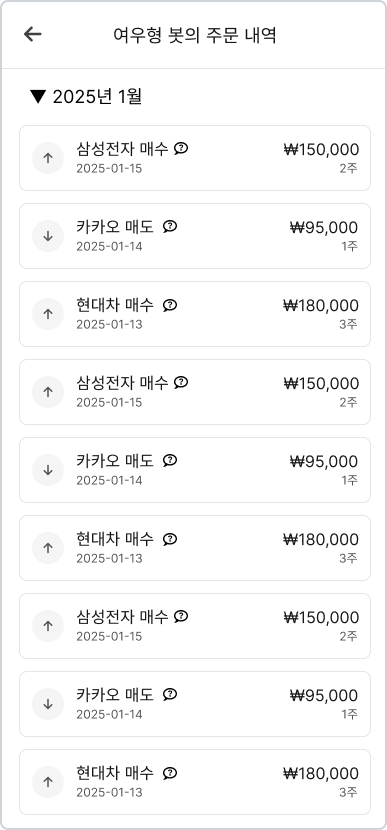 여우형 봇의 주문 내역
▼ 2025년 1월
삼성전자 매수 ? ₩150,000
2025-01-15 2주
카카오 매도 ? ₩95,000
2025-01-14 1주
현대차 매수 ? ₩180,000
2025-01-13 3주
삼성전자 매수 ? ₩150,000
2025-01-15 2주
카카오 매도 ? ₩95,000
2025-01-14 1주
현대차 매수 ? ₩180,000
2025-01-13 3주
삼성전자 매수 ? ₩150,000
2025-01-15 2주
카카오 매도 ? ₩95,000
2025-01-14 1주
현대차 매수 ? ₩180,000
2025-01-13 3주